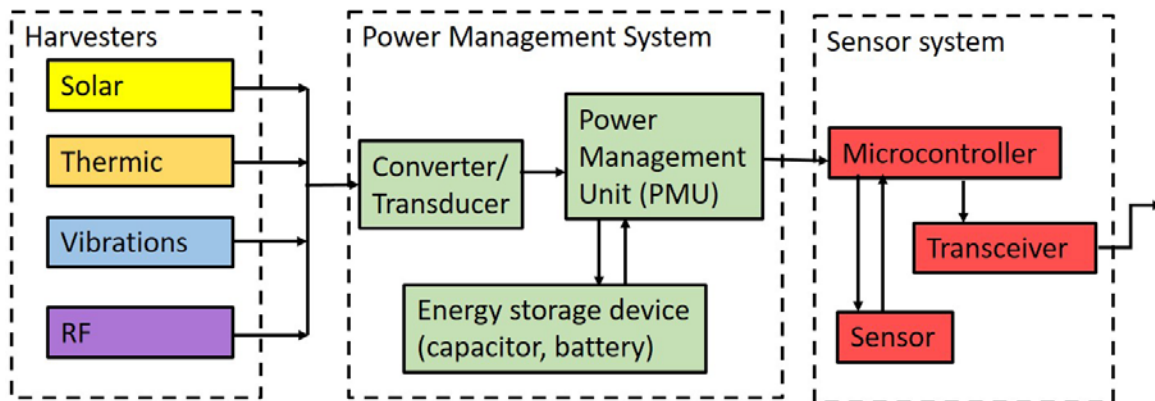 Harvesters
Solar
Thermic
Vibrations
RF
Power Management System
Converter/
Transducer
Power
Management
Unit (PMU)
Energy storage device
(capacitor, battery)
Sensor system
Microcontroller
Transceiver
Sensor